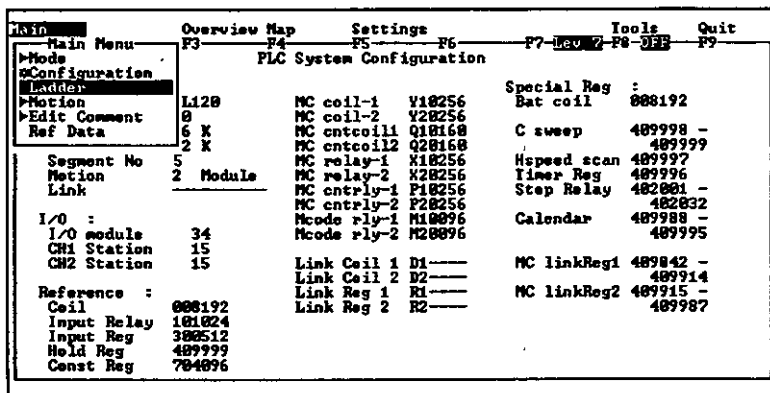 Main Overview Map Settings Tools Quit
Main Menu F3 F4 F5 F6 F7 Lev 7 F8 OFF F9
Mode PLC System Configuration
Configuration
Ladder Special Reg :
Motion L120 MC coil-1 Y10256 Bat coil 008192
Edit Comment 0 MC coil-2 Y20256
Ref Data 6 K MC cntcoil1 Q10160 C sweep 409998 -
2 K MC cntcoil2 Q20160 409999
Segment No 5 MC relay-1 X10256 Hspeed scan 409997
Motion 2 Module MC relay-2 X20256 Timer Reg 409996
Link MC cntrly-1 P10256 Step Relay 402001 -
MC cntrly-2 P20256 402032
I/O : Mcode rly-1 M10096 Calendar 409988 -
I/O module 34 Mcode rly-2 M20096 409995
CH1 Station 15
CH2 Station 15 Link Coil 1 D1---- MC linkReg1 409842 -
Link Coil 2 D2---- 409914
Reference : Link Reg 1 R1---- MC linkReg2 409915 -
Coil 008192 Link Reg 2 R2---- 409987
Input Relay 101024
Input Reg 300512
Hold Reg 409999
Const Reg 704096